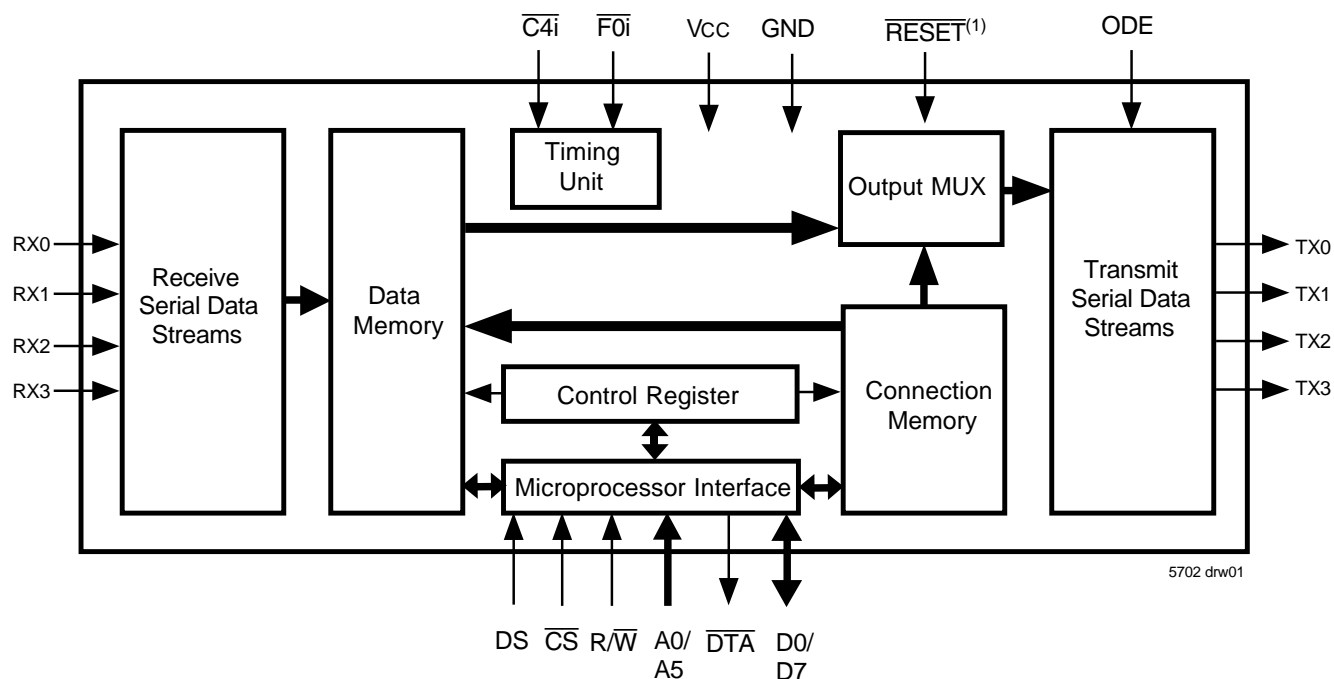 C4i F0i VCC GND RESET(1) ODE
Timing
Unit
Output MUX
RX0
RX1
RX2
RX3
Receive
Serial Data
Streams
Data
Memory
Transmit
Serial Data
Streams
TX0
TX1
TX2
TX3
Control Register
Connection
Memory
Microprocessor Interface
5702 drw01
DS CS R/W A0/ DTA D0/
A5 D7